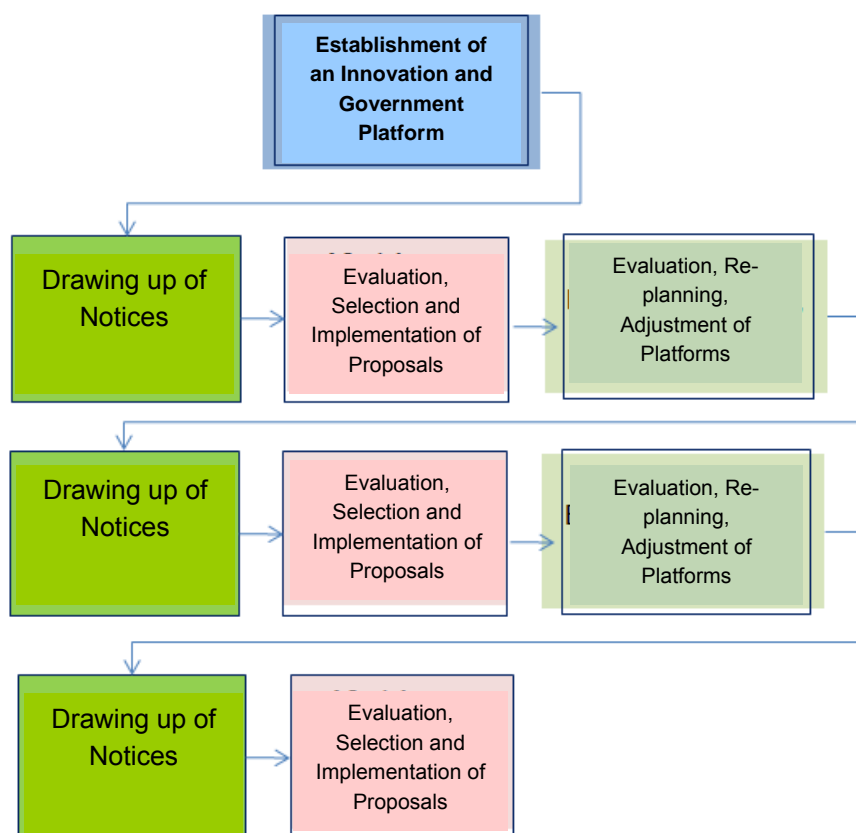 Establishment of
an Innovation and
Government
Platform
Drawing up of
Notices
Evaluation,
Selection and
Implementation of
Proposals
Evaluation, Re-
planning,
Adjustment of
Platforms
Drawing up of
Notices
Evaluation,
Selection and
Implementation of
Proposals
Evaluation, Re-
planning,
Adjustment of
Platforms
Drawing up of
Notices
Evaluation,
Selection and
Implementation of
Proposals